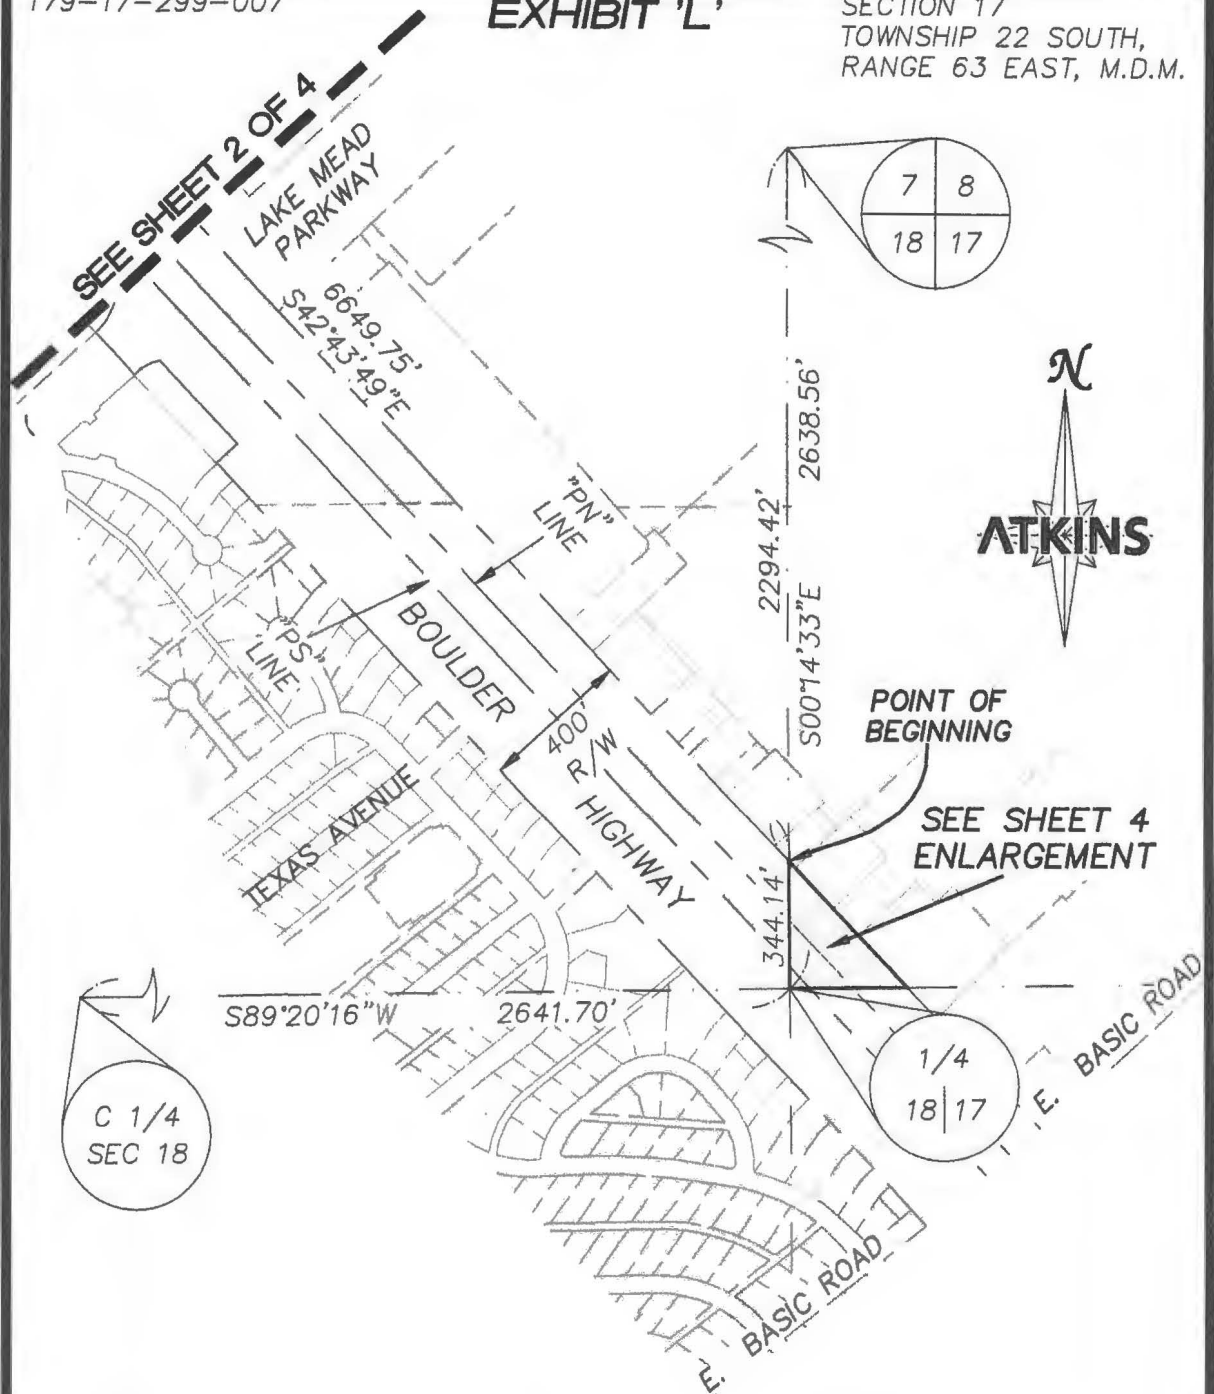 179-17-299-007
EXHIBIT 'L'
SECTION 17
TOWNSHIP 22 SOUTH,
RANGE 63 EAST, M.D.M.
SEE SHEET 2 OF 4
LAKE MEAD
PARKWAY
6649.75'
S42°43'49"E
7 8
18 17
2638.56'
2294.42'
S00°14'33"E
N
ATKINS
"PN"
LINE
"PS"
LINE
BOULDER
HIGHWAY
400'
R/W
POINT OF
BEGINNING
SEE SHEET 4
ENLARGEMENT
TEXAS AVENUE
344.14'
S89°20'16"W 2641.70'
C 1/4
SEC 18
1/4
18|17
E. BASIC ROAD
E. BASIC ROAD